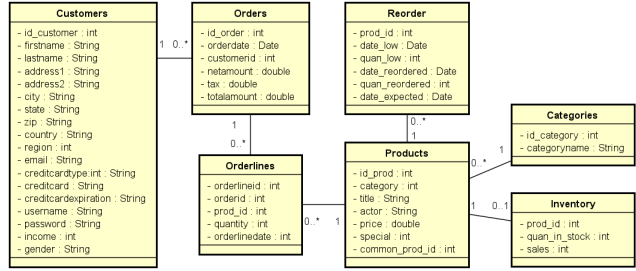 Customers
- id_customer : int
- firstname : String
- lastname : String
- address1 : String
- address2 : String
- city : String
- state : String
- zip : String
- country : String
- region : int
- email : String
- creditcardtype:int : String
- creditcard : String
- creditcardexpiration : String
- username : String
- password : String
- income : int
- gender : String
1 0..*
Orders
- id_order : int
- orderdate : Date
- customerid : int
- netamount : double
- tax : double
- totalamount : double
1
0..*
Orderlines
- orderlineid : int
- orderid : int
- prod_id : int
- quantity : int
- orderlinedate : int
0..* 1
Reorder
- prod_id : int
- date_low : Date
- quan_low : int
- date_reordered : Date
- quan_reordered : int
- date_expected : Date
0..*
1
Products
- id_prod : int
- category : int
- title : String
- actor : String
- price : double
- special : int
- common_prod_id : int
0..* 1
Categories
- id_category : int
- categoryname : String
1 0..1
Inventory
- prod_id : int
- quan_in_stock : int
- sales : int